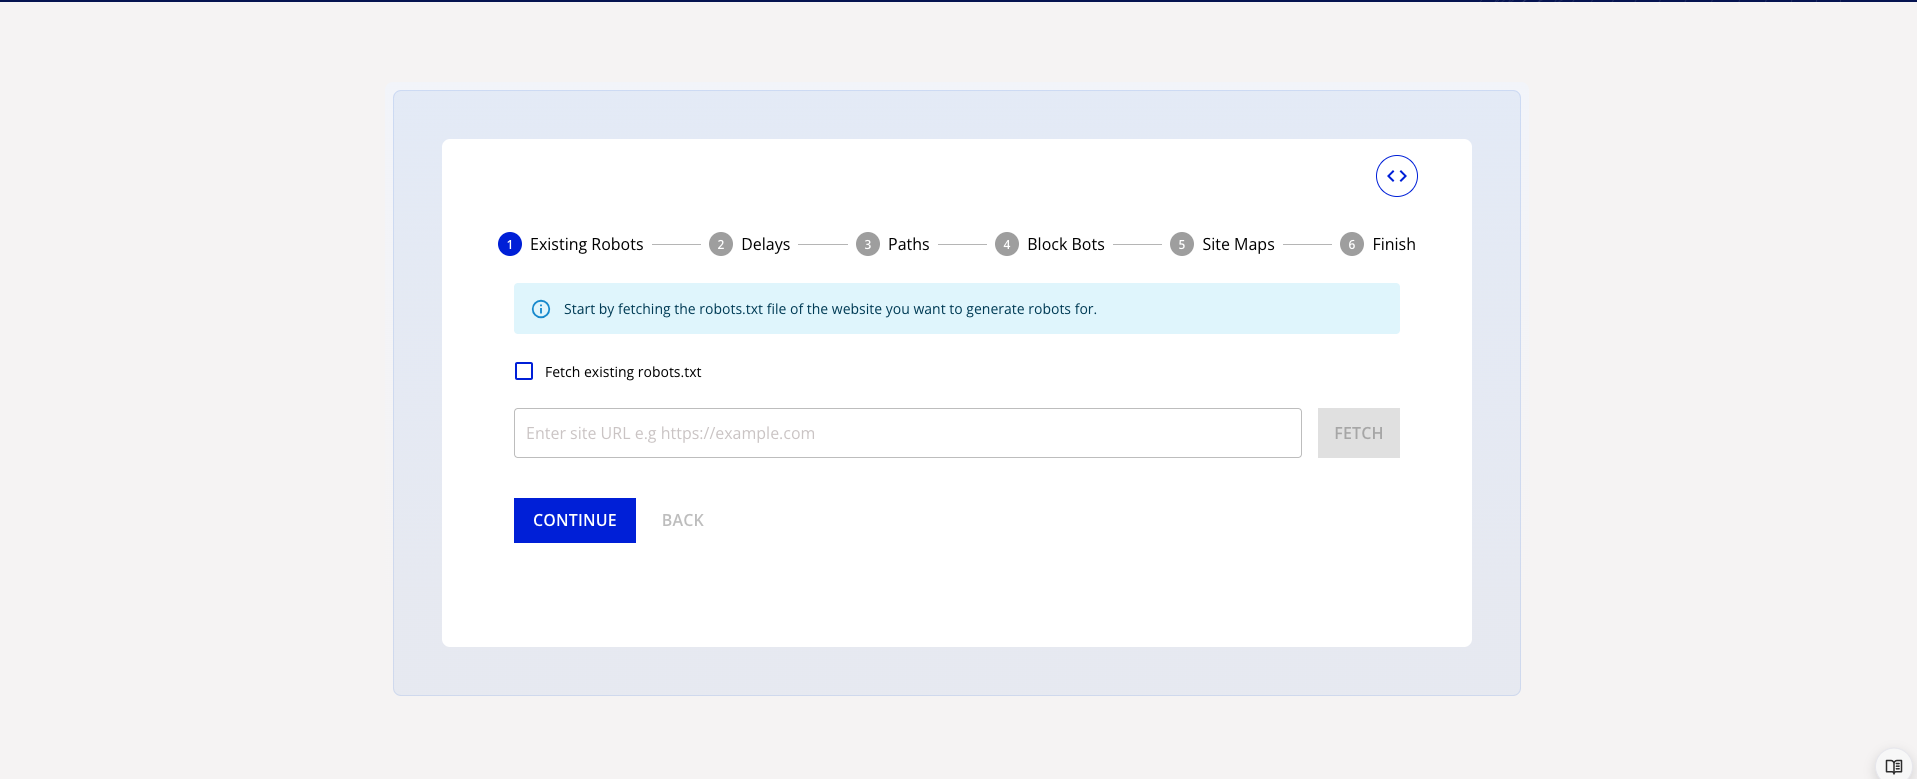 1 Existing Robots 2 Delays 3 Paths 4 Block Bots 5 Site Maps 6 Finish
Start by fetching the robots.txt file of the website you want to generate robots for.
Fetch existing robots.txt
Enter site URL e.g https://example.com FETCH
CONTINUE BACK